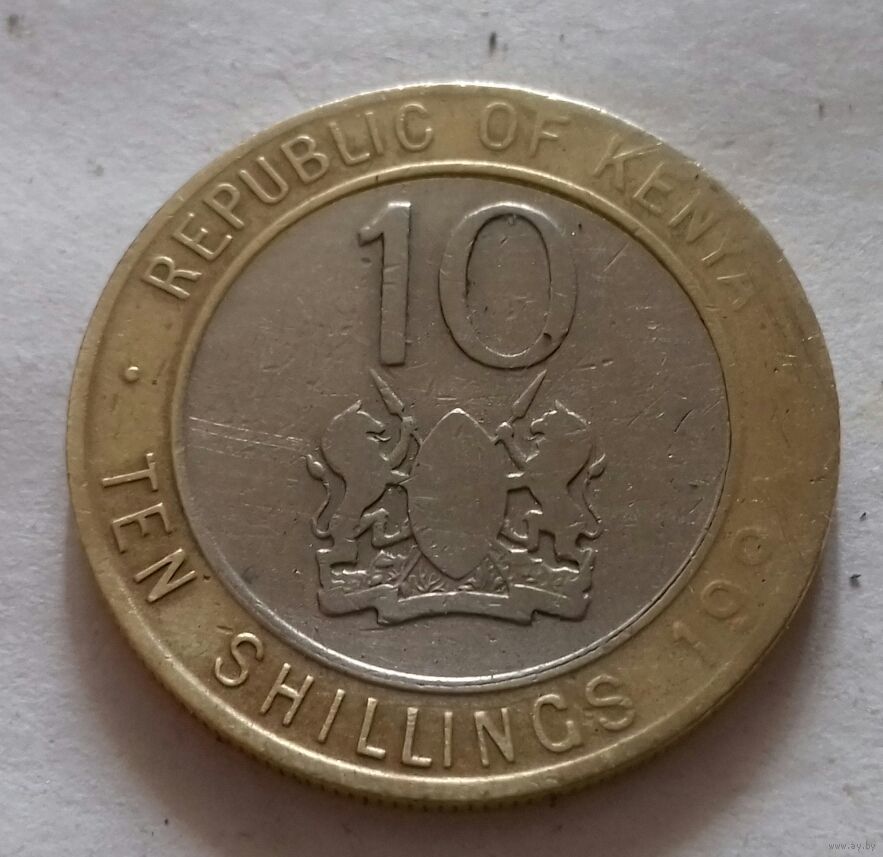 REPUBLIC OF KENYA
10
TEN SHILLINGS
www.ay.by